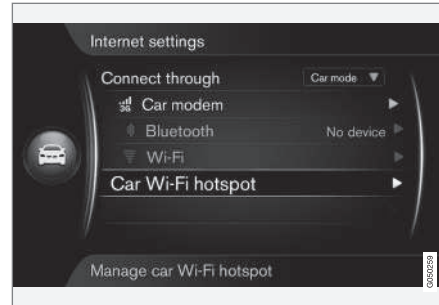 Internet settings
Connect through Car mode
3G Car modem
Bluetooth No device
Wi-Fi
Car Wi-Fi hotspot
Manage car Wi-Fi hotspot
G050259